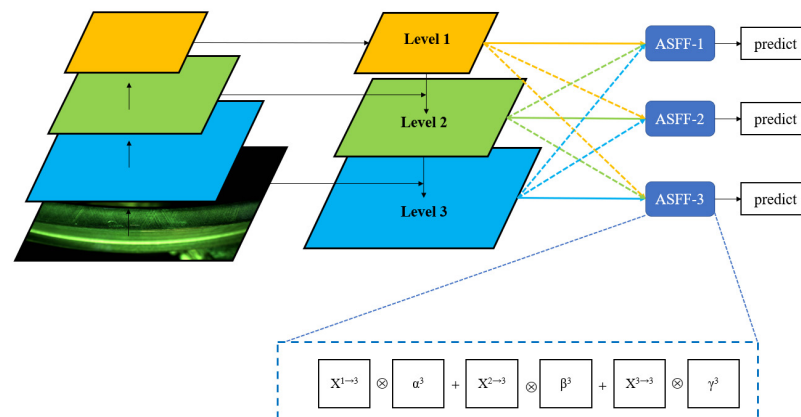 Level 1
ASFF-1
predict
Level 2
ASFF-2
predict
Level 3
ASFF-3
predict
X¹→³ ⊗ α³ + X²→³ ⊗ β³ + X³→³ ⊗ γ³